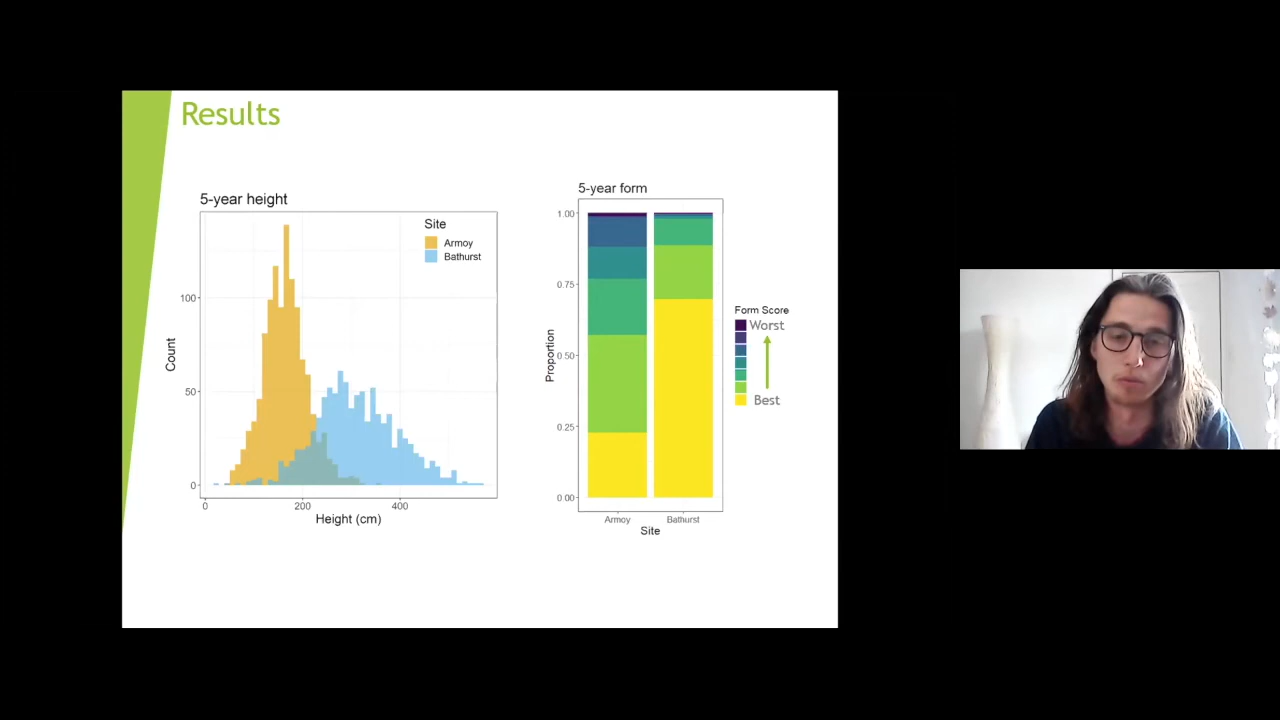 Results
5-year height
Site
Armoy
Bathurst
100
50
0
Count
0 200 400
Height (cm)
5-year form
1.00
0.75
0.50
0.25
0.00
Proportion
Armoy Bathurst
Site
Form Score
Worst
Best